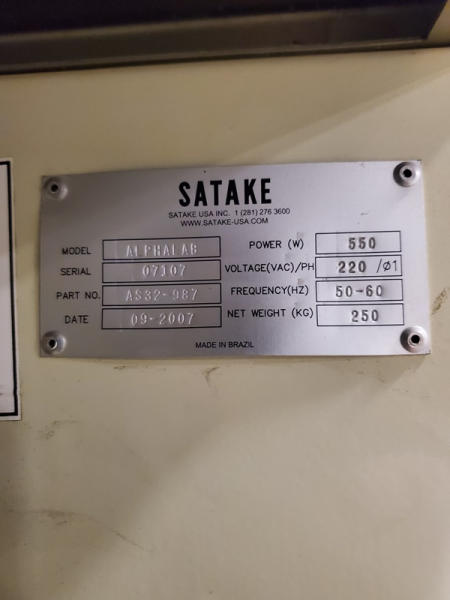 SATAKE
SATAKE USA INC. 1 (281) 276 3600
WWW.SATAKE-USA.COM
MODEL ALPHALAB
SERIAL 07307
PART NO. AS32-987
DATE 09-2007
POWER (W) 550
VOLTAGE(VAC)/PH 220 /ø1
FREQUENCY(HZ) 50-60
NET WEIGHT (KG) 250
MADE IN BRAZIL